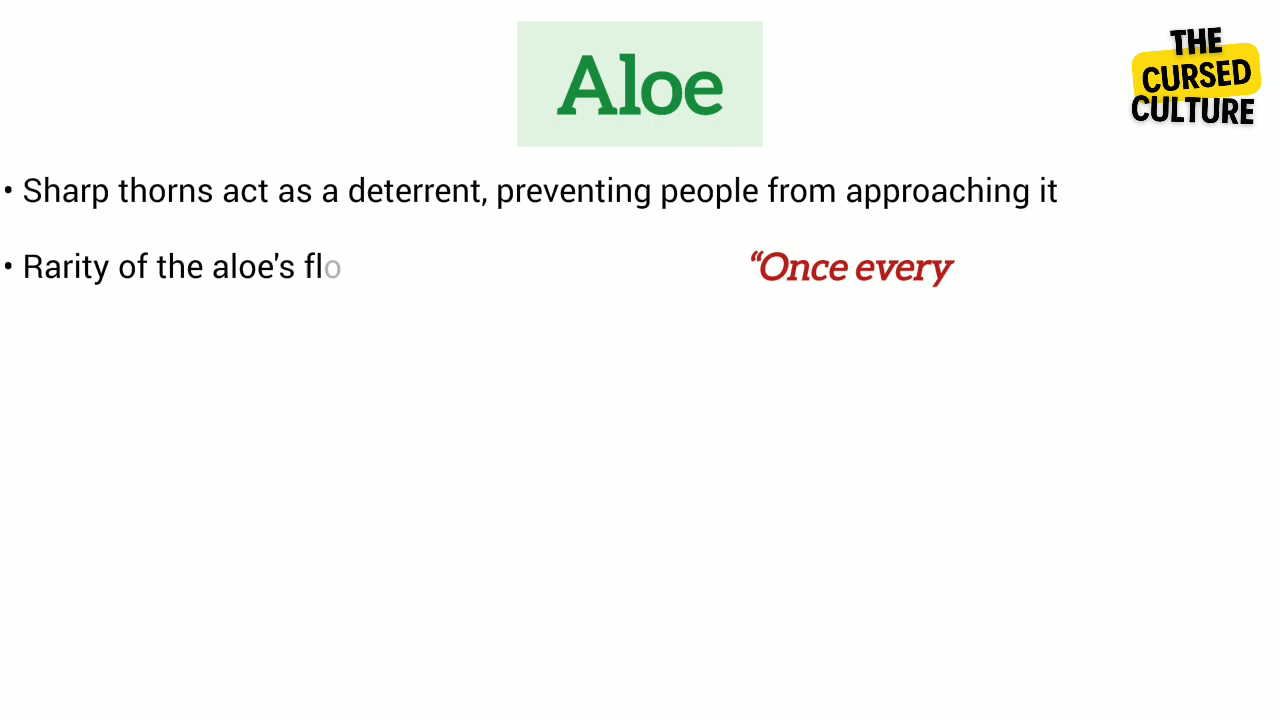 Aloe
THE
CURSED
CULTURE
• Sharp thorns act as a deterrent, preventing people from approaching it
• Rarity of the aloe's flo “Once every